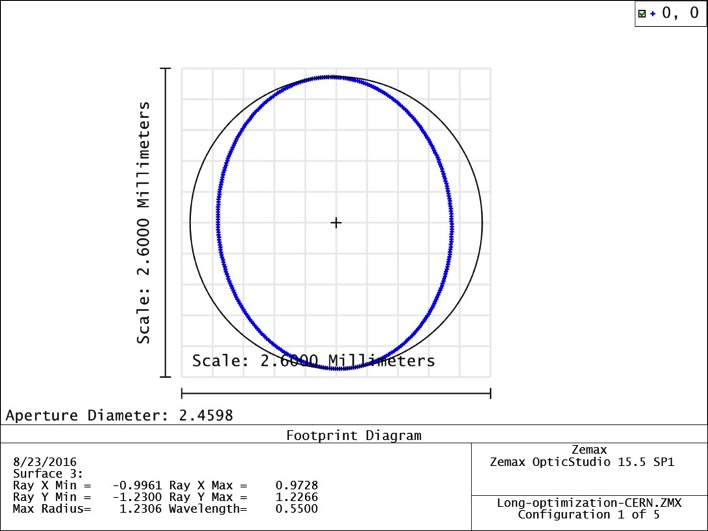 0, 0
Scale: 2.6000 Millimeters
Scale: 2.6000 Millimeters
Aperture Diameter: 2.4598
Footprint Diagram
8/23/2016
Surface 3:
Ray X Min = -0.9961 Ray X Max = 0.9728
Ray Y Min = -1.2300 Ray Y Max = 1.2266
Max Radius= 1.2306 Wavelength= 0.5500
Zemax
Zemax OpticStudio 15.5 SP1
Long-optimization-CERN.ZMX
Configuration 1 of 5